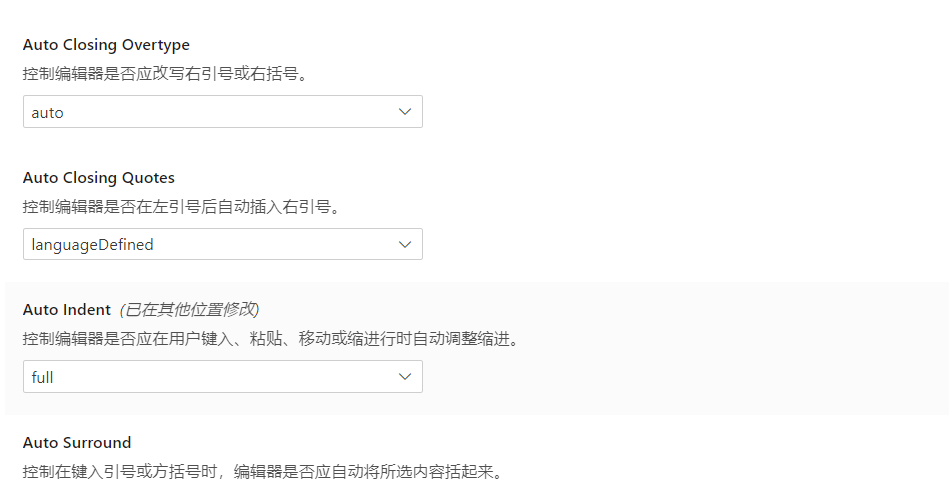 Auto Closing Overtype
控制编辑器是否应改写右引号或右括号。
auto
Auto Closing Quotes
控制编辑器是否在左引号后自动插入右引号。
languageDefined
Auto Indent (已在其他位置修改)
控制编辑器是否应在用户键入、粘贴、移动或缩进行时自动调整缩进。
full
Auto Surround
控制在键入引号或方括号时，编辑器是否应自动将所选内容括起来。